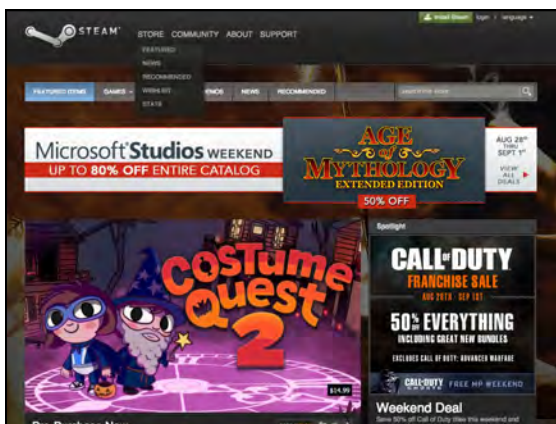 Install Steam login | language
STEAM
STORE COMMUNITY ABOUT SUPPORT
FEATURED
NEWS
RECOMMENDED
WISHLIST
STATS
FEATURED ITEMS GAMES DEMOS NEWS RECOMMENDED search the store
Microsoft Studios WEEKEND
UP TO 80% OFF ENTIRE CATALOG
AGE
of
MYTHOLOGY
EXTENDED EDITION
50% OFF
AUG 28th
THRU
SEPT 1st
VIEW
ALL
DEALS
COSTUME
QUEST
2
$14.99
Spotlight
CALL OF DUTY
FRANCHISE SALE
AUG 28TH - SEP 1ST
50% OFF EVERYTHING
INCLUDING GREAT NEW BUNDLES
EXCLUDES CALL OF DUTY: ADVANCED WARFARE
CALL OF DUTY GHOSTS FREE MP WEEKEND
Weekend Deal
Save 50% off Call of Duty titles this weekend and